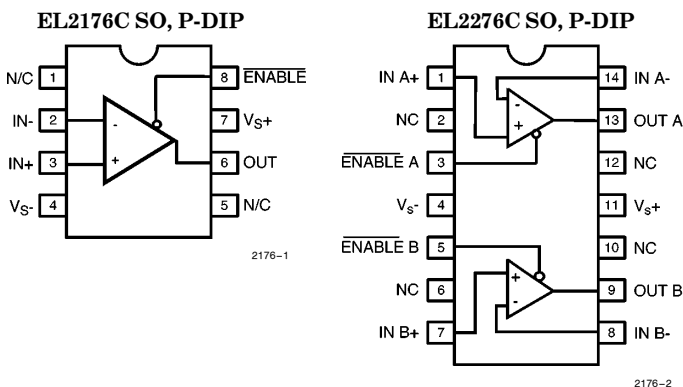 EL2176C SO, P-DIP
N/C 1
8 ENABLE
IN- 2
-
7 VS+
IN+ 3
+
6 OUT
VS- 4
5 N/C
2176-1
EL2276C SO, P-DIP
IN A+ 1
14 IN A-
-
NC 2
+
13 OUT A
ENABLE A 3
12 NC
Vs- 4
11 Vs+
ENABLE B 5
10 NC
+
NC 6
-
9 OUT B
IN B+ 7
8 IN B-
2176-2